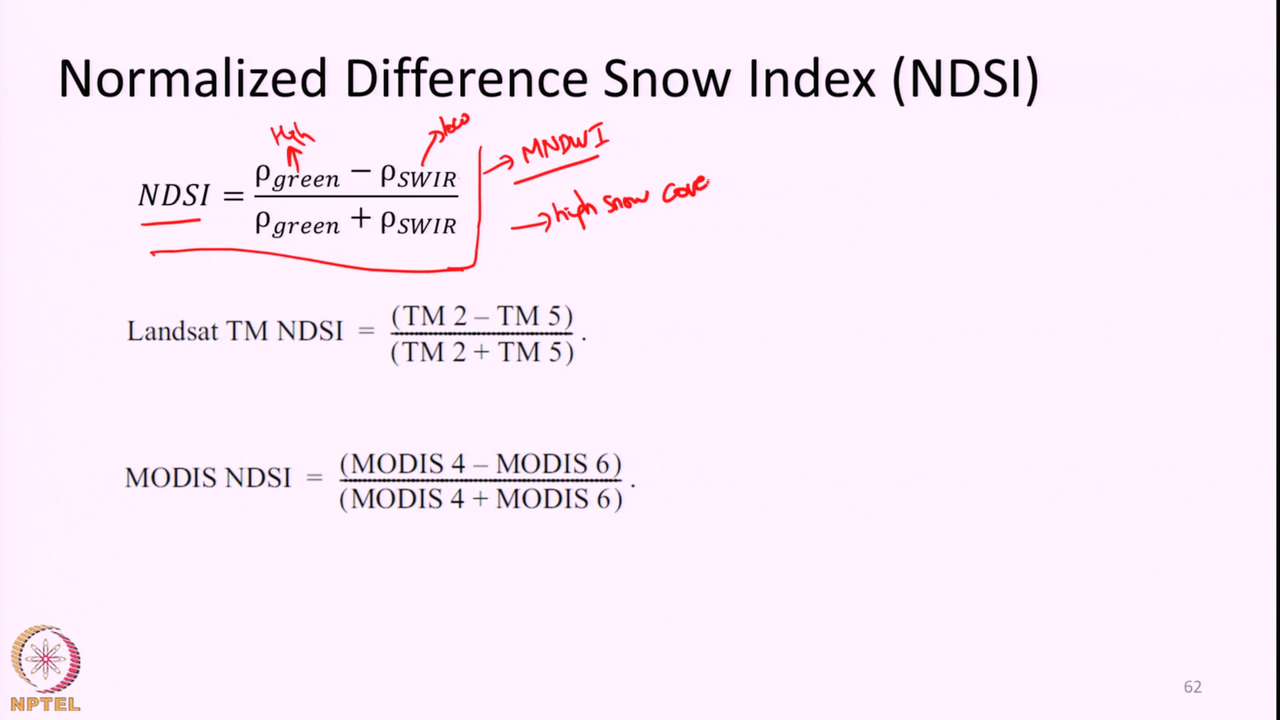 Normalized Difference Snow Index (NDSI)
High
low
NDSI = (ρgreen − ρSWIR) / (ρgreen + ρSWIR)
→ MNDWI
→ high snow cove
Landsat TM NDSI = (TM 2 – TM 5) / (TM 2 + TM 5) .
MODIS NDSI = (MODIS 4 – MODIS 6) / (MODIS 4 + MODIS 6) .
NPTEL
62